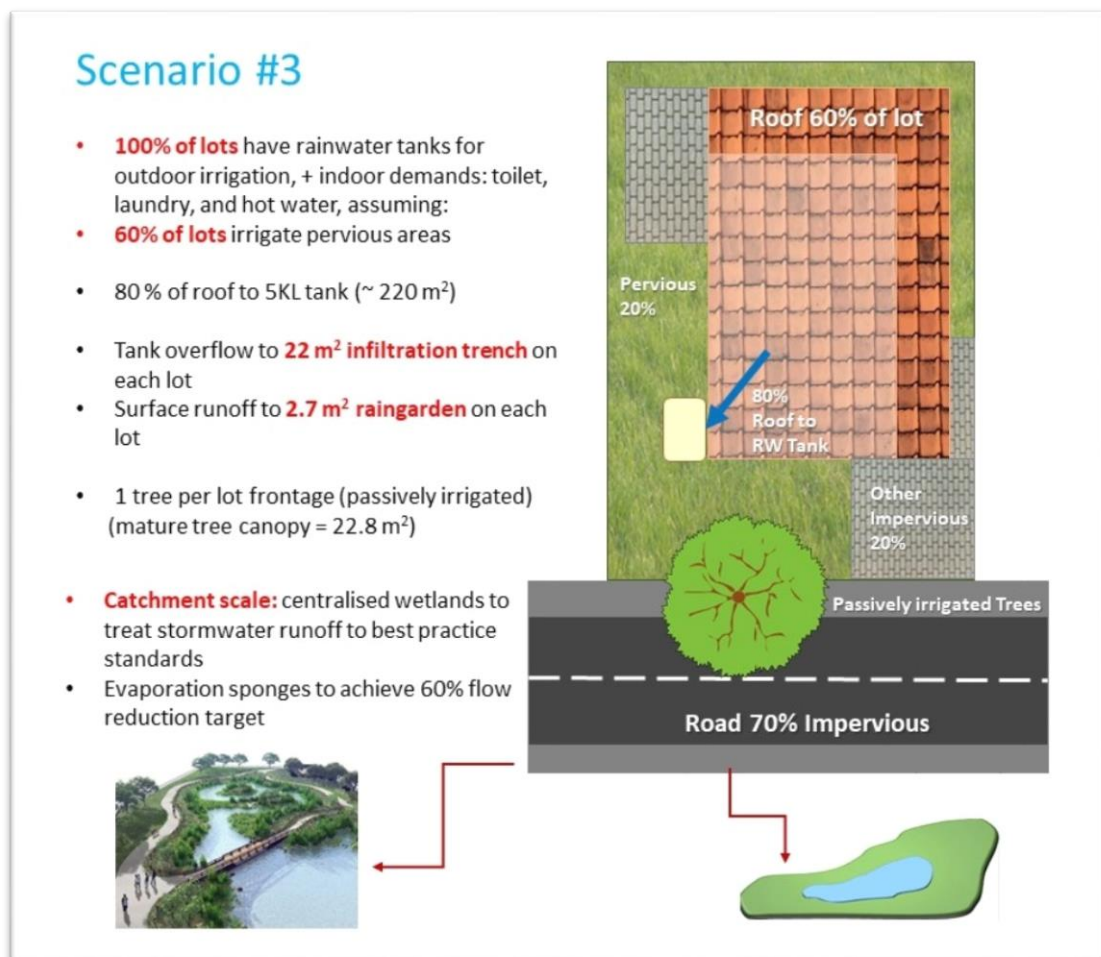 Scenario #3
• 100% of lots have rainwater tanks for
outdoor irrigation, + indoor demands: toilet,
laundry, and hot water, assuming:
• 60% of lots irrigate pervious areas
• 80 % of roof to 5KL tank (~ 220 m²)
• Tank overflow to 22 m² infiltration trench on
each lot
• Surface runoff to 2.7 m² raingarden on each
lot
• 1 tree per lot frontage (passively irrigated)
(mature tree canopy = 22.8 m²)
• Catchment scale: centralised wetlands to
treat stormwater runoff to best practice
standards
• Evaporation sponges to achieve 60% flow
reduction target
Roof 60% of lot
Pervious
20%
80%
Roof to
RW Tank
Other
Impervious
20%
Passively irrigated Trees
Road 70% Impervious